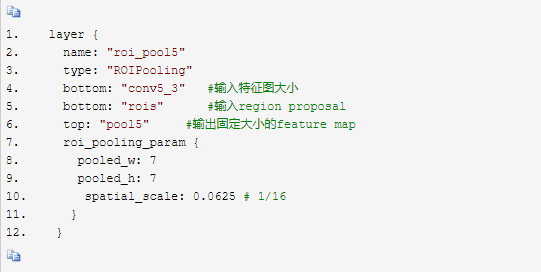 1. layer {
2. name: "roi_pool5"
3. type: "ROIPooling"
4. bottom: "conv5_3" #输入特征图大小
5. bottom: "rois" #输入region proposal
6. top: "pool5" #输出固定大小的feature map
7. roi_pooling_param {
8. pooled_w: 7
9. pooled_h: 7
10. spatial_scale: 0.0625 # 1/16
11. }
12. }